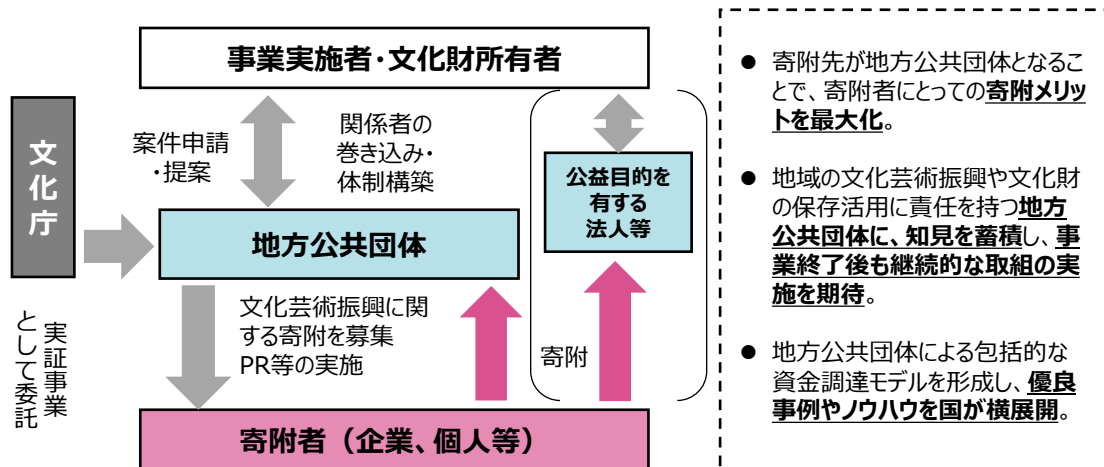 事業実施者・文化財所有者
文化庁
案件申請
・提案
関係者の
巻き込み・
体制構築
公益目的を
有する
法人等
地方公共団体
実証事業
として委託
文化芸術振興に関
する寄附を募集
PR等の実施
寄附
寄附者（企業、個人等）
● 寄附先が地方公共団体となるこ
とで、寄附者にとっての寄附メリッ
トを最大化。
● 地域の文化芸術振興や文化財
の保存活用に責任を持つ地方
公共団体に、知見を蓄積し、事
業終了後も継続的な取組の実
施を期待。
● 地方公共団体による包括的な
資金調達モデルを形成し、優良
事例やノウハウを国が横展開。